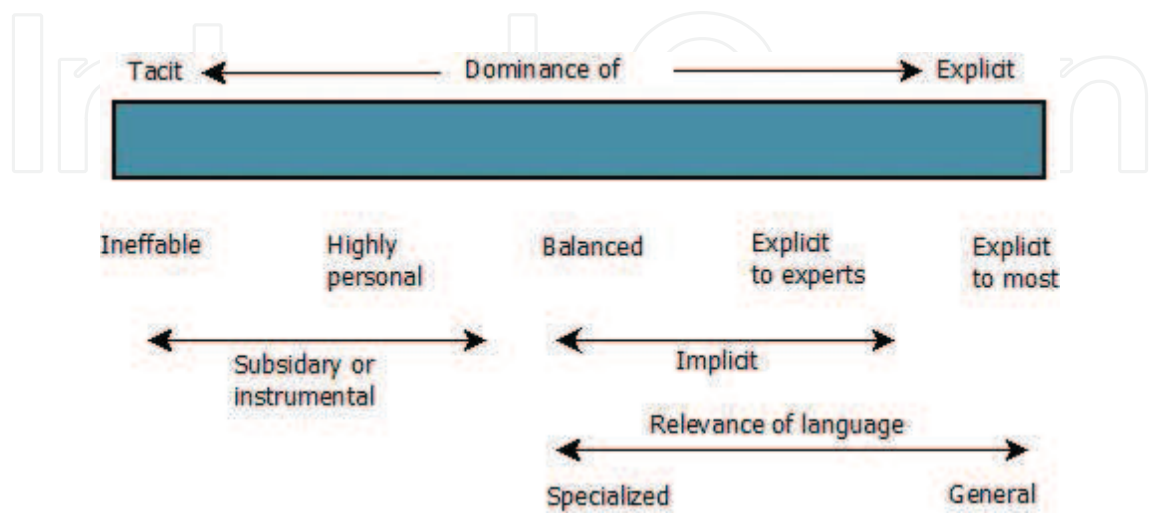 Tacit Dominance of Explicit
Ineffable Highly personal Balanced Explicit to experts Explicit to most
Subsidary or
instrumental
Implicit
Relevance of language
Specialized General